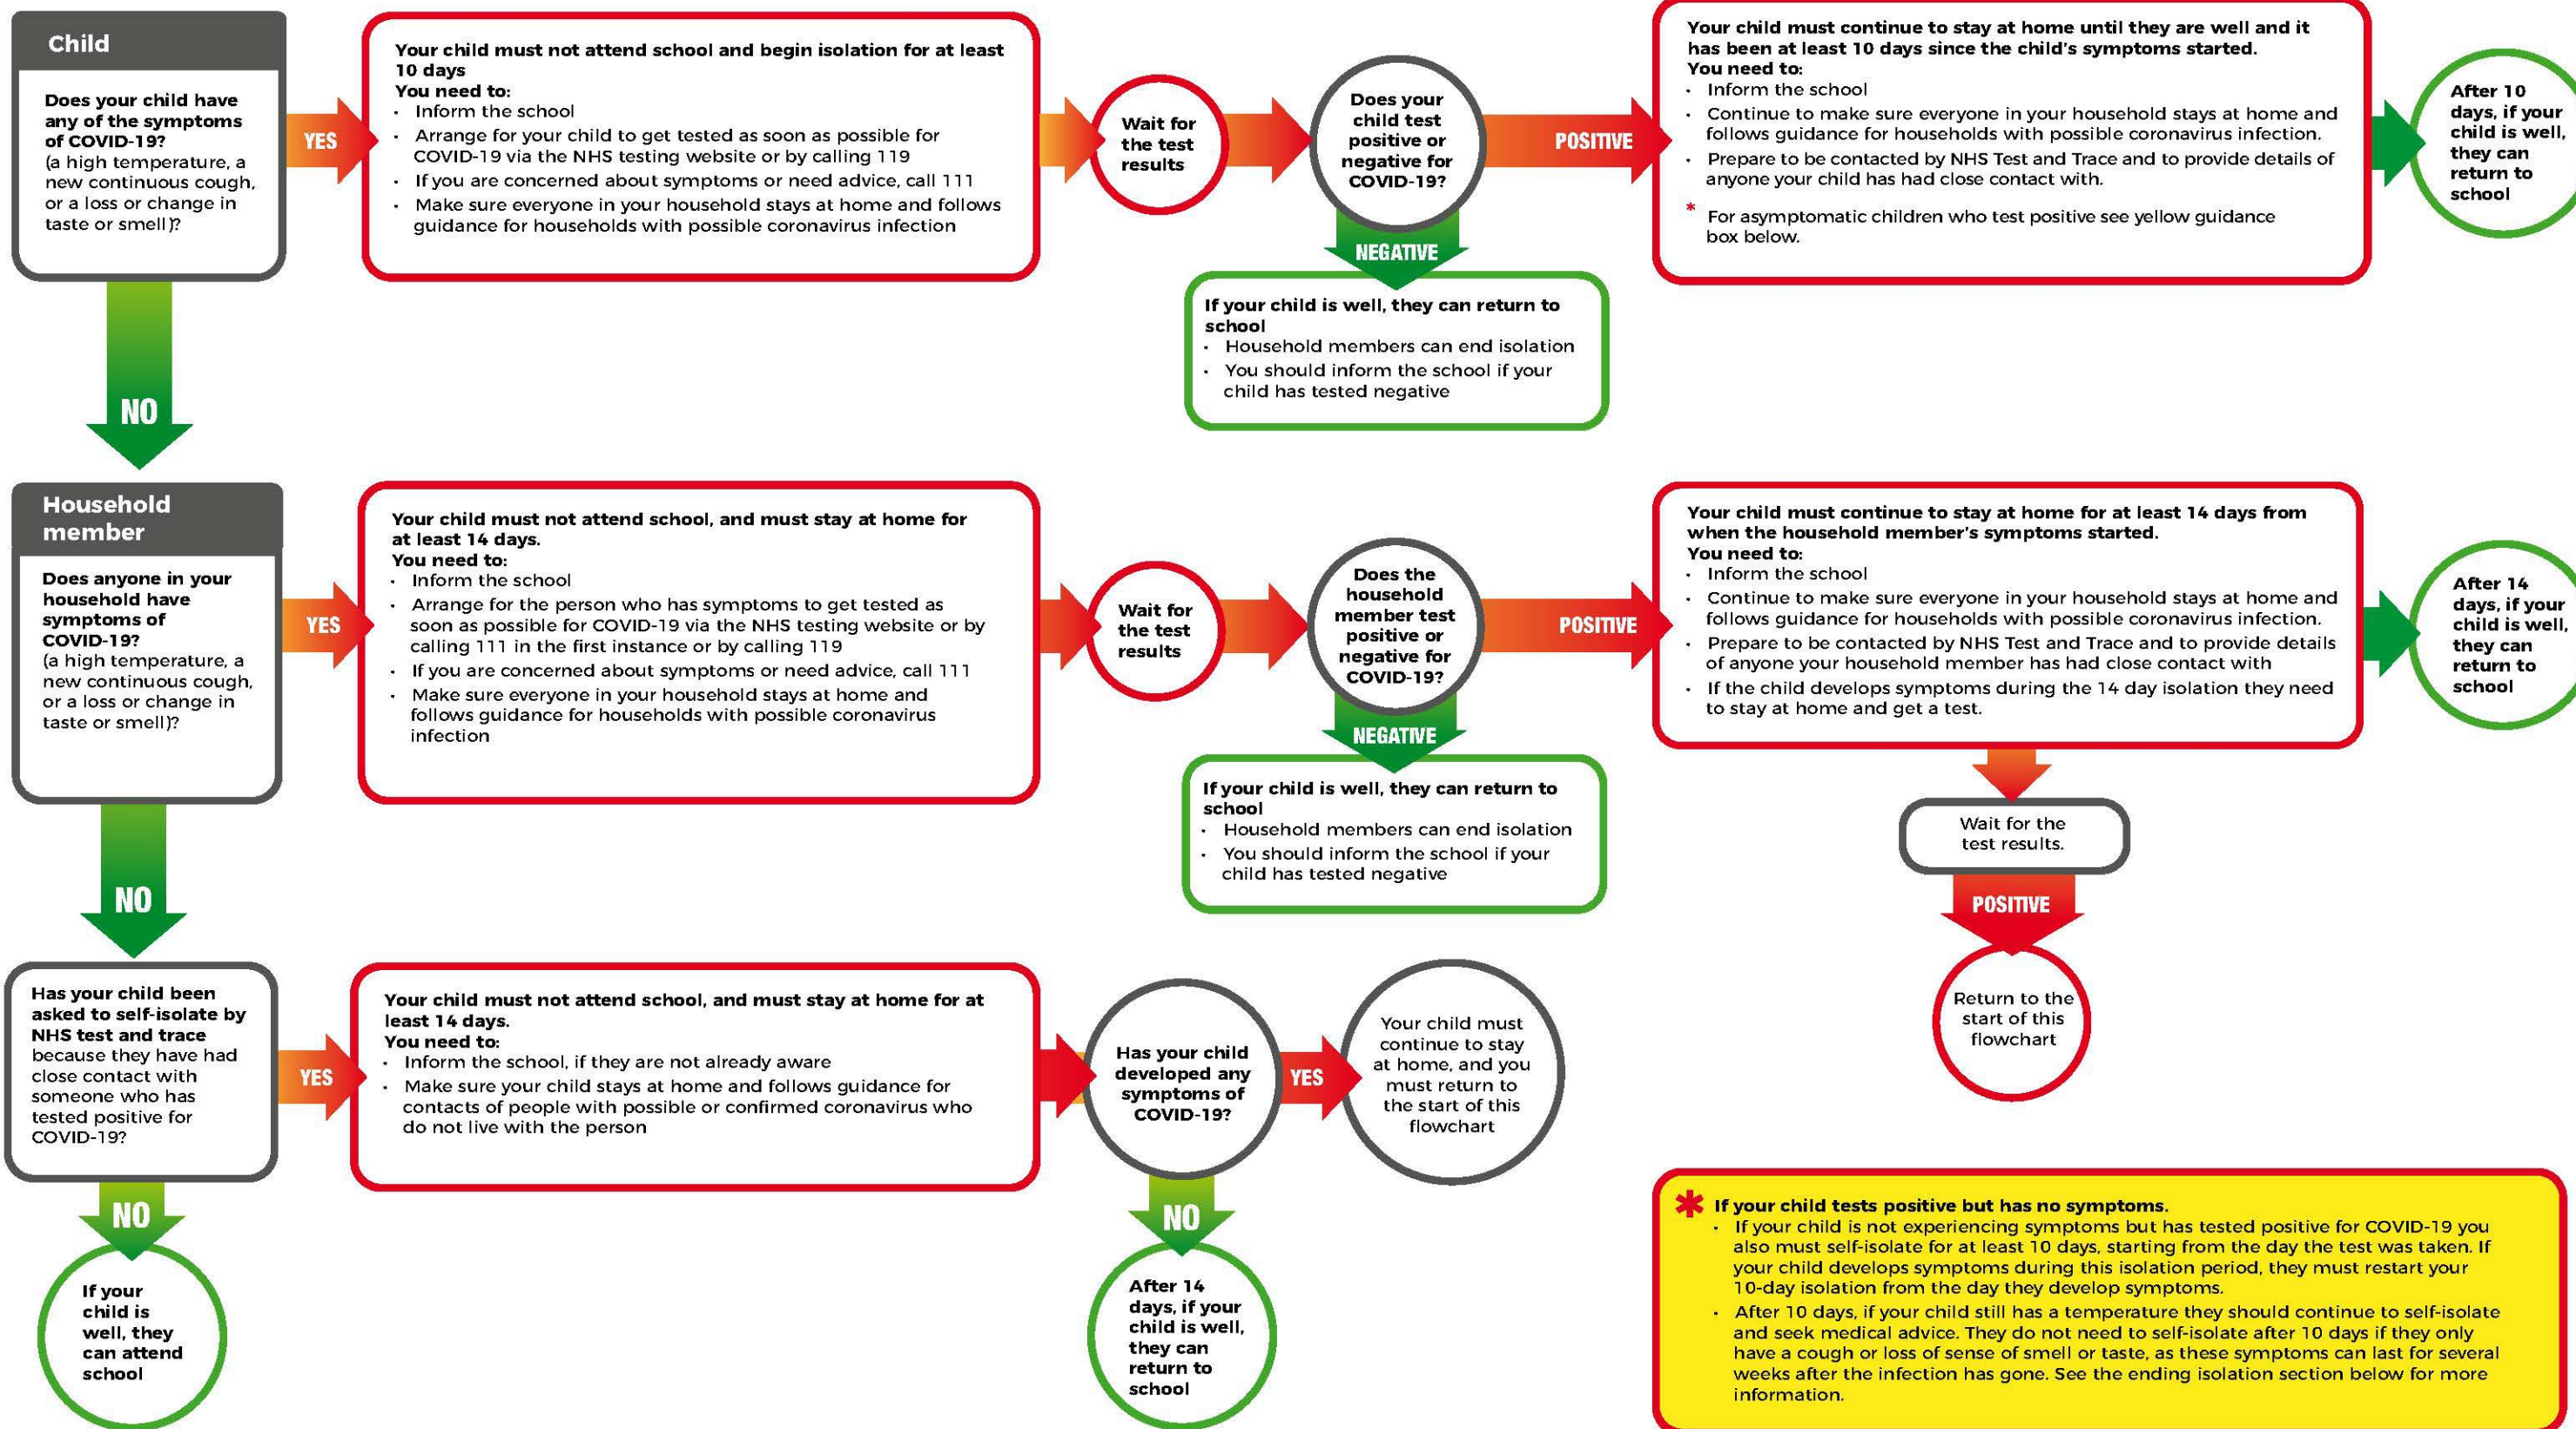 Child
Does your child have
any of the symptoms
of COVID-19?
(a high temperature, a
new continuous cough,
or a loss or change in
taste or smell)?
YES
Your child must not attend school and begin isolation for at least
10 days
You need to:
· Inform the school
· Arrange for your child to get tested as soon as possible for
COVID-19 via the NHS testing website or by calling 119
· If you are concerned about symptoms or need advice, call 111
· Make sure everyone in your household stays at home and follows
guidance for households with possible coronavirus infection
Wait for
the test
results
Does your
child test
positive or
negative for
COVID-19?
POSITIVE
Your child must continue to stay at home until they are well and it
has been at least 10 days since the child's symptoms started.
You need to:
· Inform the school
· Continue to make sure everyone in your household stays at home and
follows guidance for households with possible coronavirus infection.
· Prepare to be contacted by NHS Test and Trace and to provide details of
anyone your child has had close contact with.
* For asymptomatic children who test positive see yellow guidance
box below.
After 10
days, if your
child is well,
they can
return to
school
NEGATIVE
If your child is well, they can return to
school
· Household members can end isolation
· You should inform the school if your
child has tested negative
NO
Household
member
Does anyone in your
household have
symptoms of
COVID-19?
(a high temperature, a
new continuous cough,
or a loss or change in
taste or smell)?
YES
Your child must not attend school, and must stay at home for
at least 14 days.
You need to:
· Inform the school
· Arrange for the person who has symptoms to get tested as
soon as possible for COVID-19 via the NHS testing website or by
calling 111 in the first instance or by calling 119
· If you are concerned about symptoms or need advice, call 111
· Make sure everyone in your household stays at home and
follows guidance for households with possible coronavirus
infection
Wait for
the test
results
Does the
household
member test
positive or
negative for
COVID-19?
POSITIVE
Your child must continue to stay at home for at least 14 days from
when the household member's symptoms started.
You need to:
· Inform the school
· Continue to make sure everyone in your household stays at home and
follows guidance for households with possible coronavirus infection.
· Prepare to be contacted by NHS Test and Trace and to provide details
of anyone your household member has had close contact with
· If the child develops symptoms during the 14 day isolation they need
to stay at home and get a test.
After 14
days, if your
child is well,
they can
return to
school
NEGATIVE
If your child is well, they can return to
school
· Household members can end isolation
· You should inform the school if your
child has tested negative
Wait for the
test results.
POSITIVE
Return to the
start of this
flowchart
NO
Has your child been
asked to self-isolate by
NHS test and trace
because they have had
close contact with
someone who has
tested positive for
COVID-19?
YES
Your child must not attend school, and must stay at home for at
least 14 days.
You need to:
· Inform the school, if they are not already aware
· Make sure your child stays at home and follows guidance for
contacts of people with possible or confirmed coronavirus who
do not live with the person
Has your child
developed any
symptoms of
COVID-19?
YES
Your child must
continue to stay
at home, and you
must return to
the start of this
flowchart
NO
If your
child is
well, they
can attend
school
NO
After 14
days, if your
child is well,
they can
return to
school
* If your child tests positive but has no symptoms.
· If your child is not experiencing symptoms but has tested positive for COVID-19 you
also must self-isolate for at least 10 days, starting from the day the test was taken. If
your child develops symptoms during this isolation period, they must restart your
10-day isolation from the day they develop symptoms.
· After 10 days, if your child still has a temperature they should continue to self-isolate
and seek medical advice. They do not need to self-isolate after 10 days if they only
have a cough or loss of sense of smell or taste, as these symptoms can last for several
weeks after the infection has gone. See the ending isolation section below for more
information.